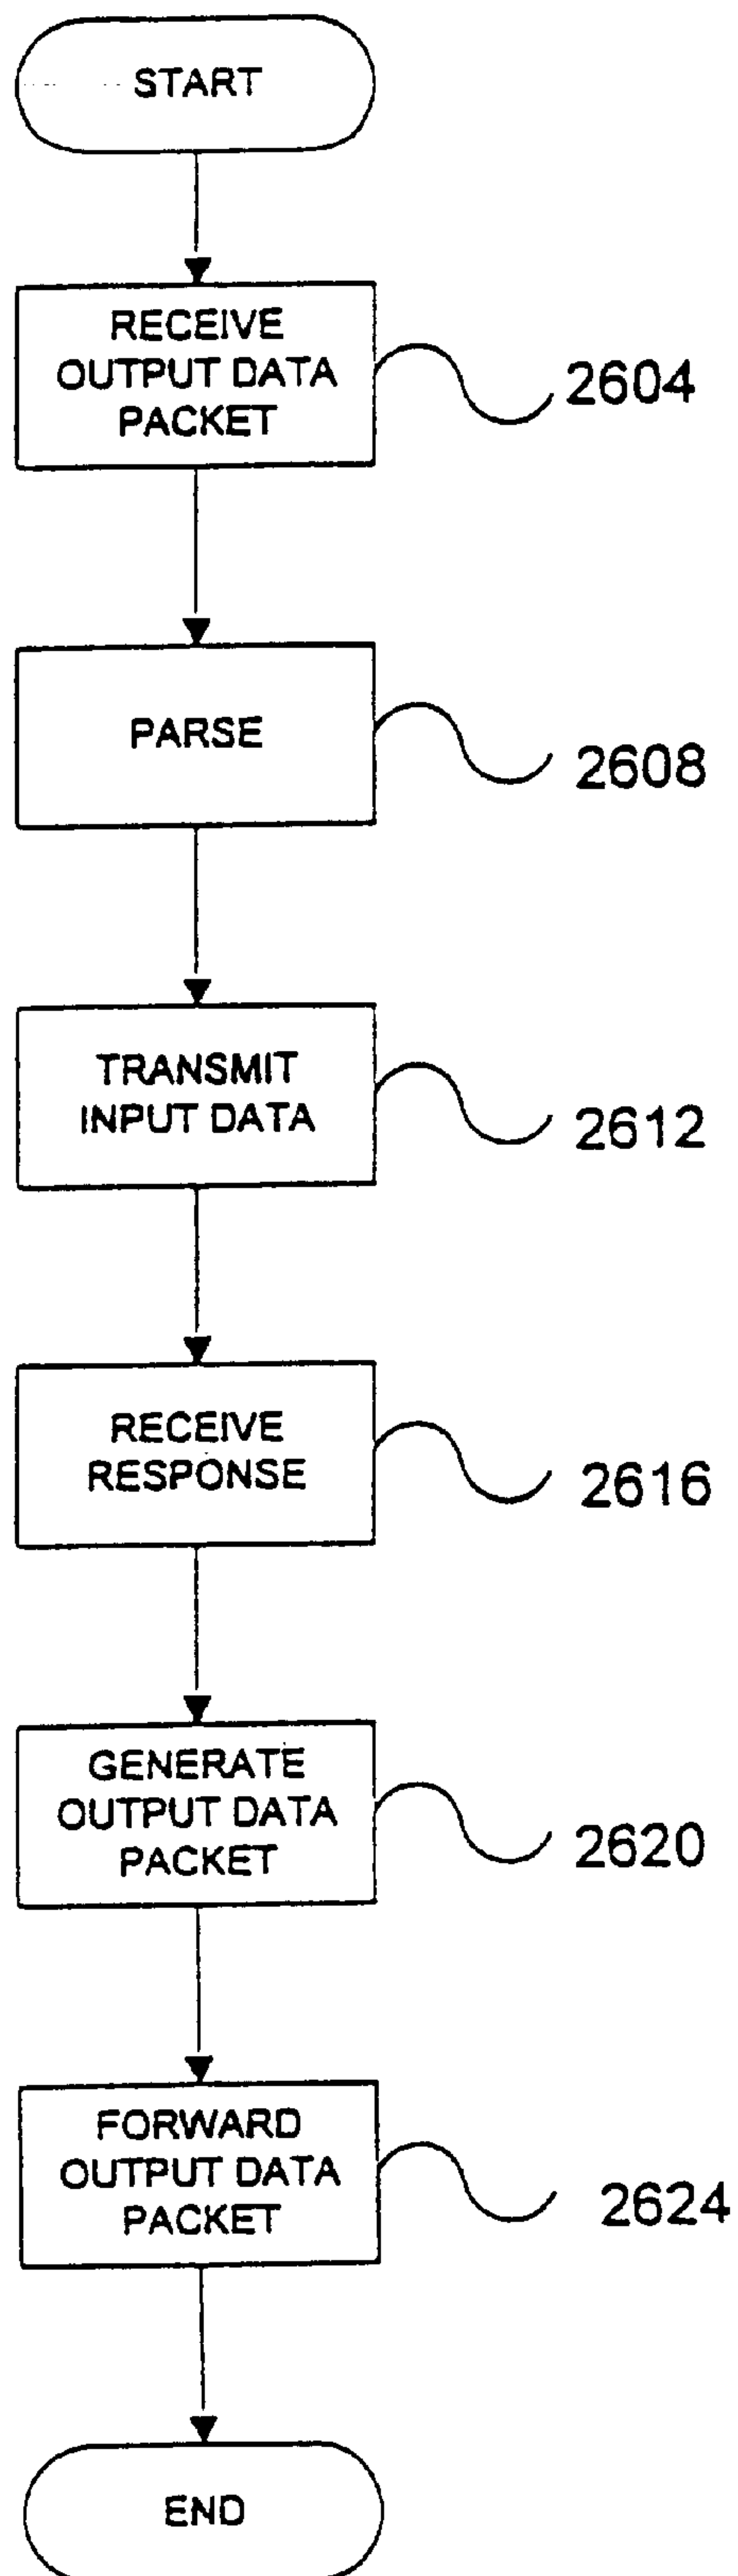 START
RECEIVE
OUTPUT DATA
PACKET
2604
PARSE
2608
TRANSMIT
INPUT DATA
2612
RECEIVE
RESPONSE
2616
GENERATE
OUTPUT DATA
PACKET
2620
FORWARD
OUTPUT DATA
PACKET
2624
END